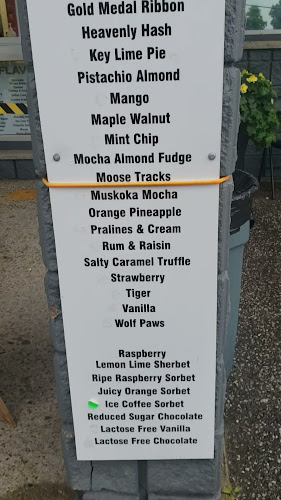 Gold Medal Ribbon
Heavenly Hash
Key Lime Pie
Pistachio Almond
Mango
Maple Walnut
Mint Chip
Mocha Almond Fudge
Moose Tracks
Muskoka Mocha
Orange Pineapple
Pralines & Cream
Rum & Raisin
Salty Caramel Truffle
Strawberry
Tiger
Vanilla
Wolf Paws
Raspberry
Lemon Lime Sherbet
Ripe Raspberry Sorbet
Juicy Orange Sorbet
Ice Coffee Sorbet
Reduced Sugar Chocolate
Lactose Free Vanilla
Lactose Free Chocolate